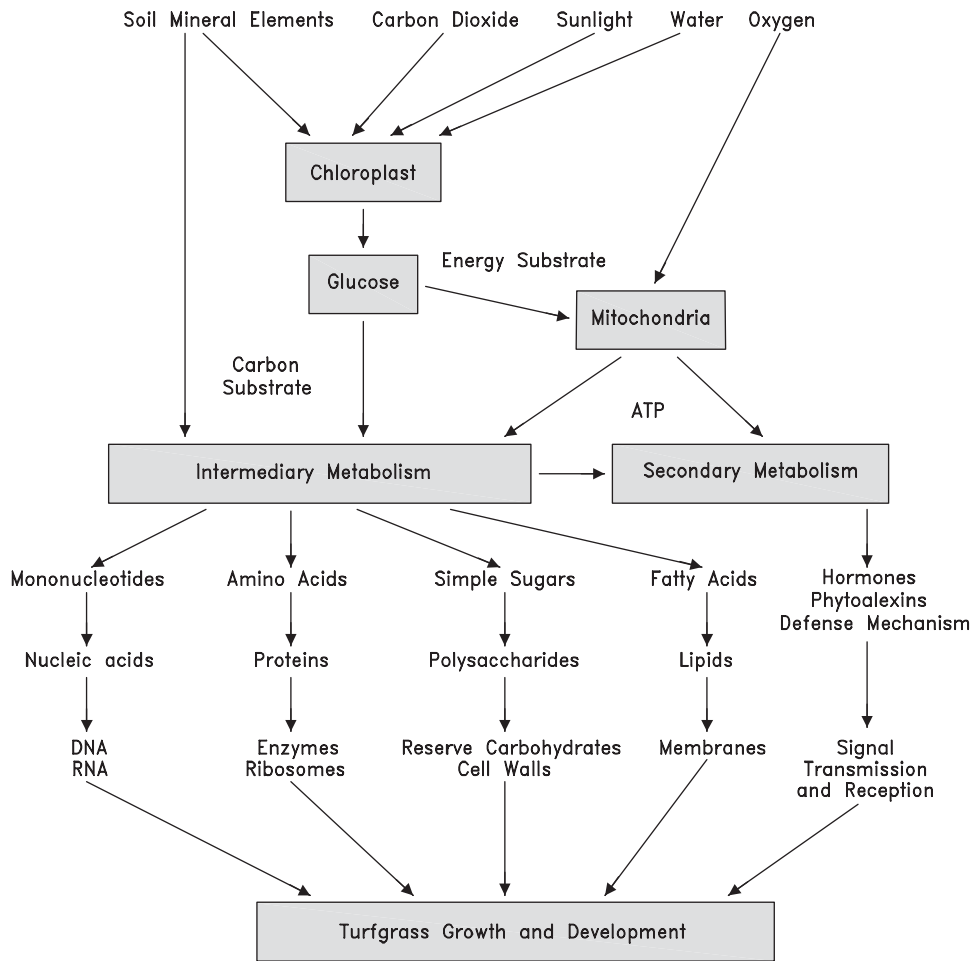 Soil Mineral Elements
Carbon Dioxide
Sunlight
Water
Oxygen
Chloroplast
Glucose
Energy Substrate
Mitochondria
Carbon
Substrate
ATP
Intermediary Metabolism
Secondary Metabolism
Mononucleotides
Amino Acids
Simple Sugars
Fatty Acids
Hormones
Phytoalexins
Defense Mechanism
Nucleic acids
Proteins
Polysaccharides
Lipids
DNA
RNA
Enzymes
Ribosomes
Reserve Carbohydrates
Cell Walls
Membranes
Signal
Transmission
and Reception
Turfgrass Growth and Development